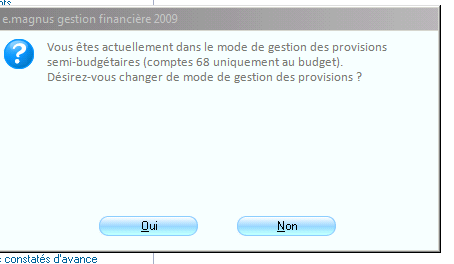 e.magnus gestion financière 2009
Vous êtes actuellement dans le mode de gestion des provisions
semi-budgétaires (comptes 68 uniquement au budget).
Désirez-vous changer de mode de gestion des provisions ?
Oui
Non
constatés d'avance